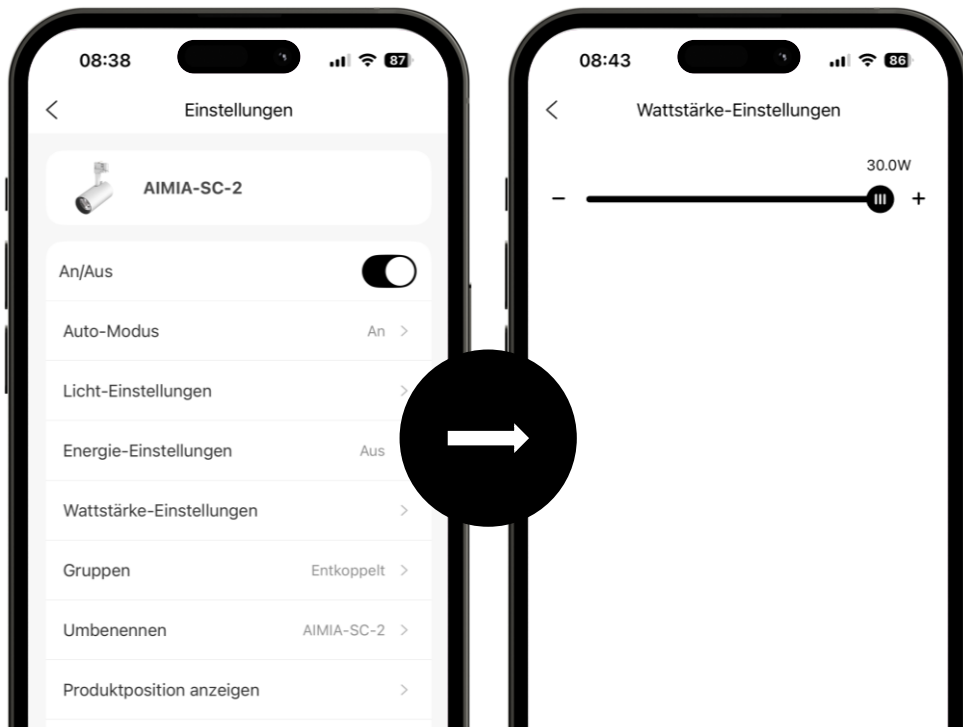 08:38
87
Einstellungen
AIMIA-SC-2
An/Aus
Auto-Modus An
Licht-Einstellungen
Energie-Einstellungen Aus
Wattstärke-Einstellungen
Gruppen Entkoppelt
Umbenennen AIMIA-SC-2
Produktposition anzeigen
08:43
86
Wattstärke-Einstellungen
30.0W
− +